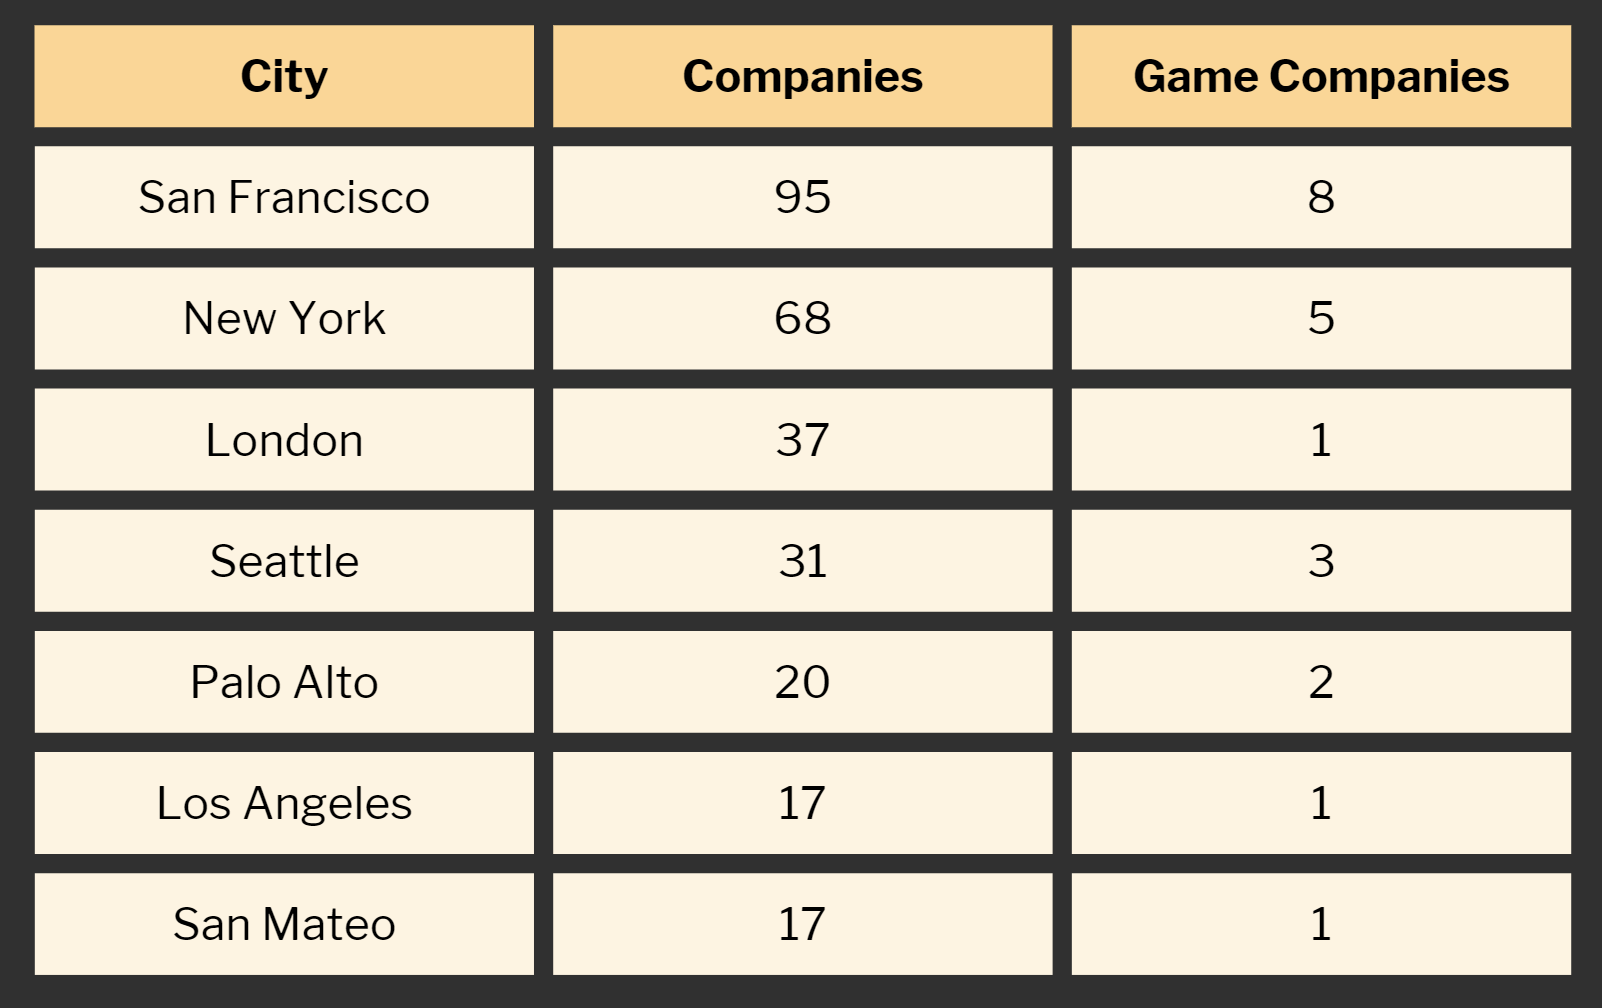 City Companies Game Companies
San Francisco 95 8
New York 68 5
London 37 1
Seattle 31 3
Palo Alto 20 2
Los Angeles 17 1
San Mateo 17 1